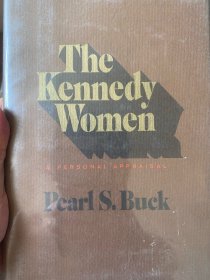 The
Kennedy
Women
A PERSONAL APPRAISAL
Pearl S. Buck